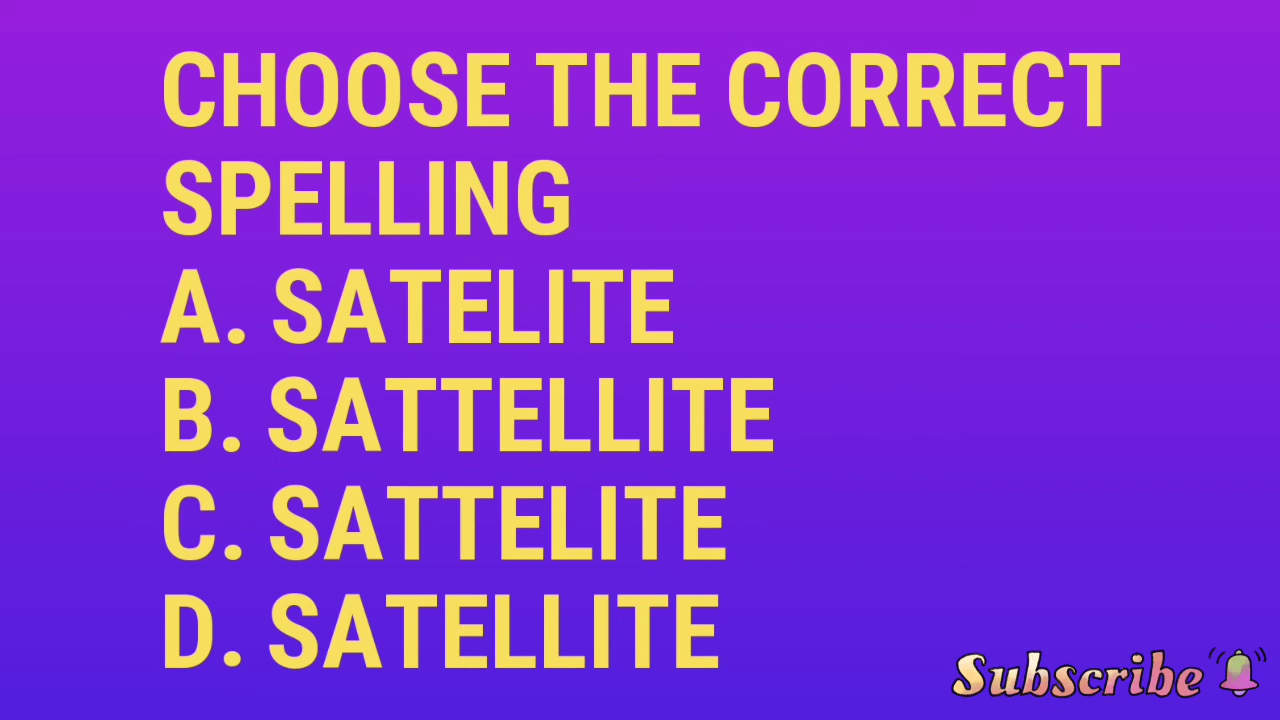 CHOOSE THE CORRECT
SPELLING
A. SATELITE
B. SATTELLITE
C. SATTELITE
D. SATELLITE
Subscribe